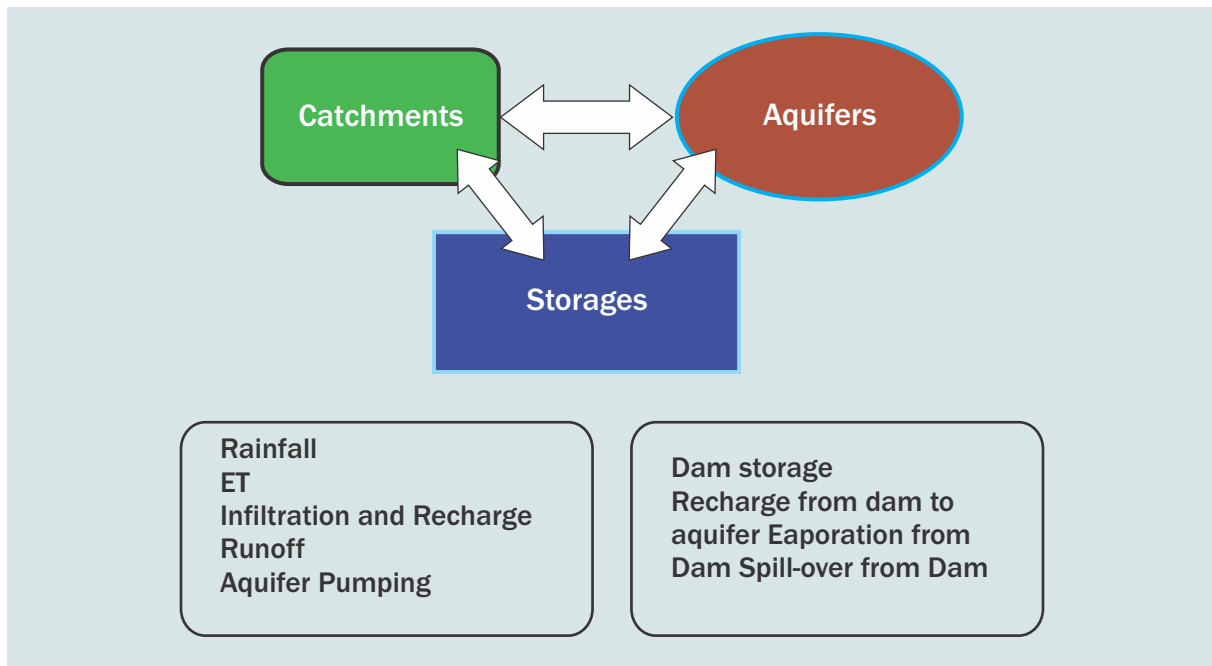 Catchments
Aquifers
Storages
Rainfall
ET
Infiltration and Recharge
Runoff
Aquifer Pumping
Dam storage
Recharge from dam to
aquifer Eaporation from
Dam Spill-over from Dam